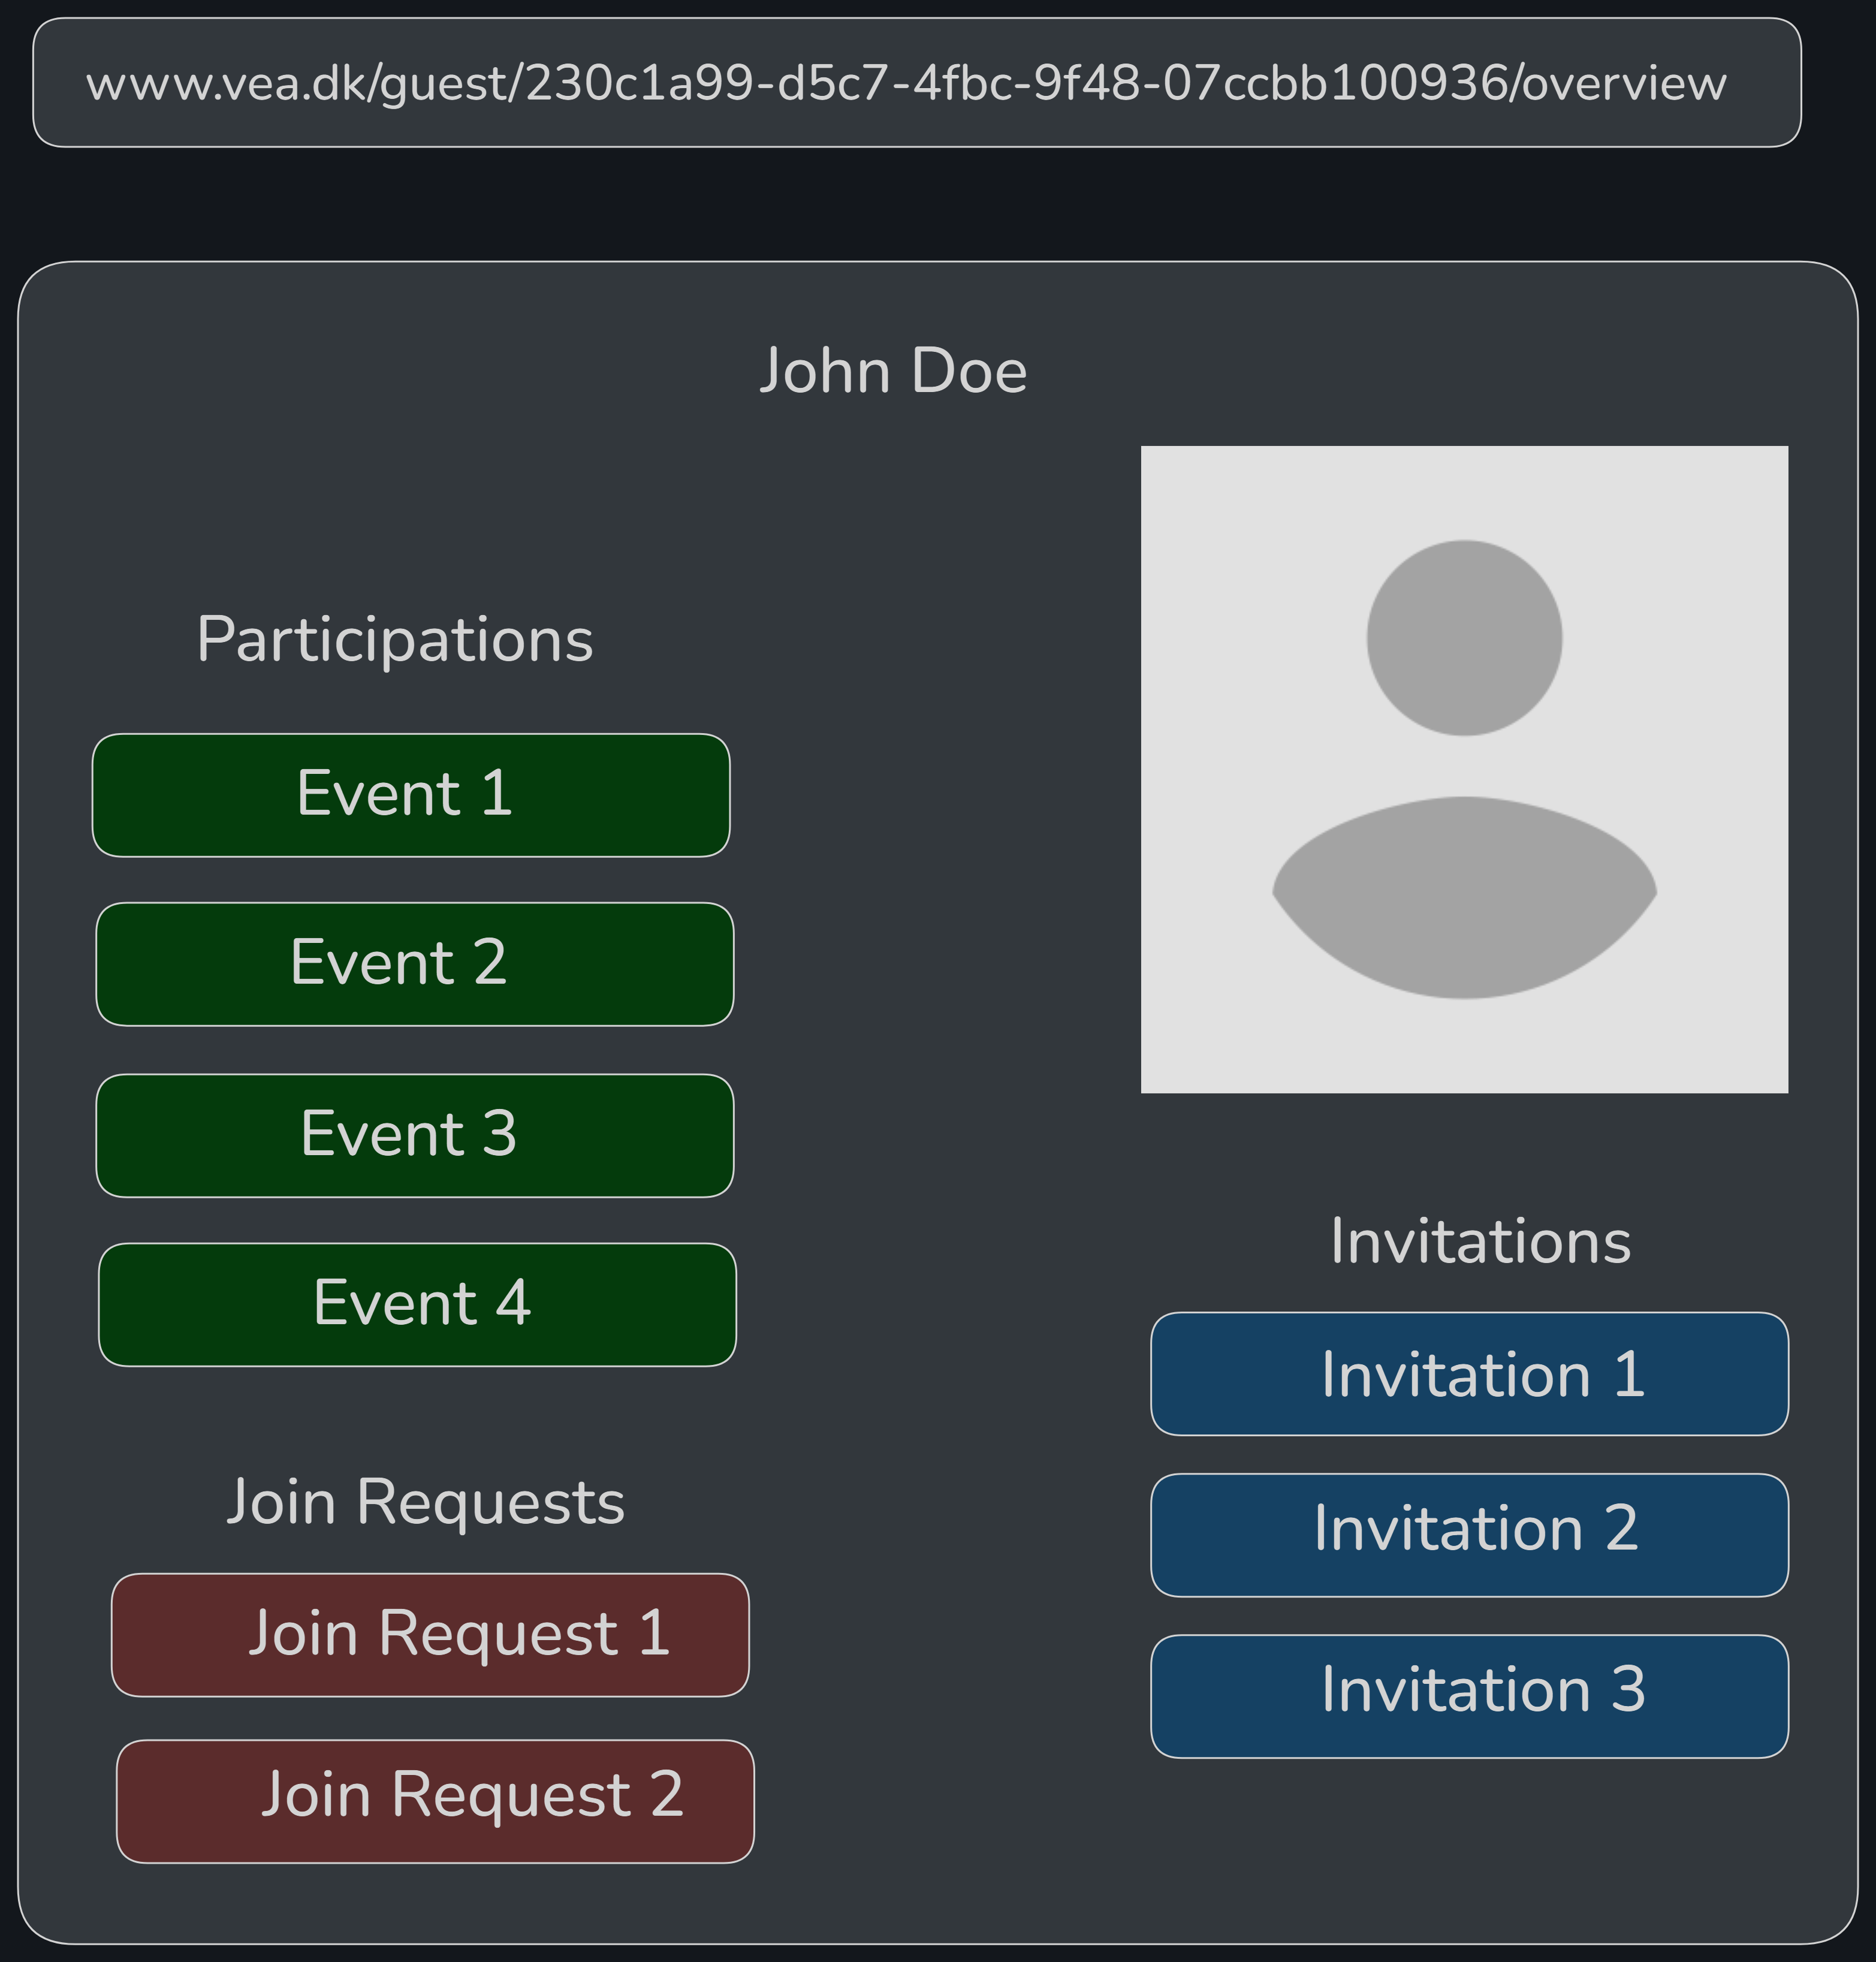 www.vea.dk/guest/230c1a99-d5c7-4fbc-9f48-07ccbb100936/overview
John Doe
Participations
Event 1
Event 2
Event 3
Event 4
Join Requests
Join Request 1
Join Request 2
Invitations
Invitation 1
Invitation 2
Invitation 3